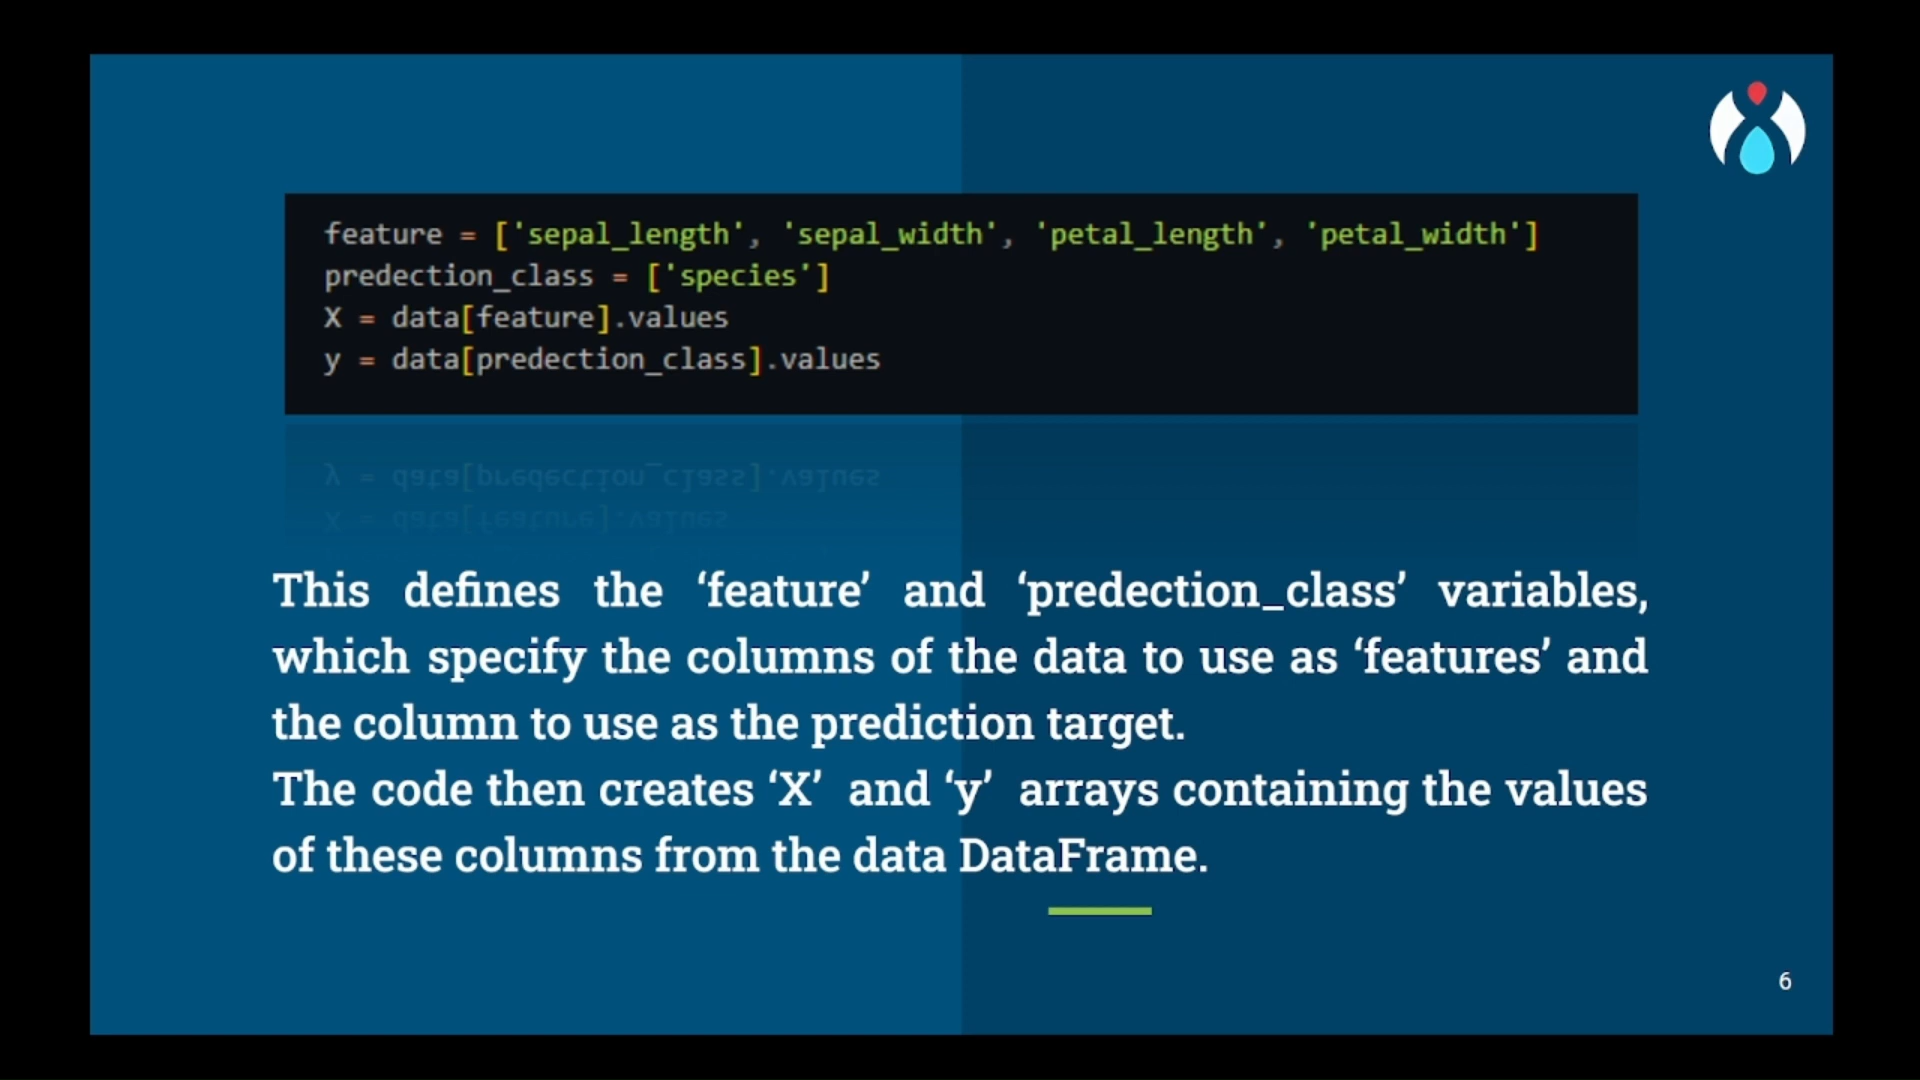 feature = ['sepal_length', 'sepal_width', 'petal_length', 'petal_width']
predection_class = ['species']
X = data[feature].values
y = data[predection_class].values
This defines the ‘feature’ and ‘predection_class’ variables,
which specify the columns of the data to use as ‘features’ and
the column to use as the prediction target.
The code then creates ‘X’ and ‘y’ arrays containing the values
of these columns from the data DataFrame.
6